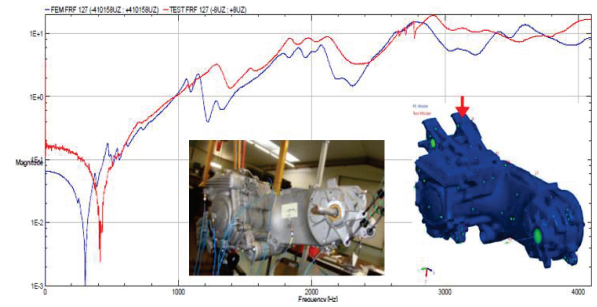 FEM FRF 127 (-410158UZ ; +410158UZ) TEST FRF 127 (-8UZ ; +8UZ)
1E+1
1E+0
Magnitude
1E-2
1E-3
0 1000 2000 3000 4000
Frequency [Hz]